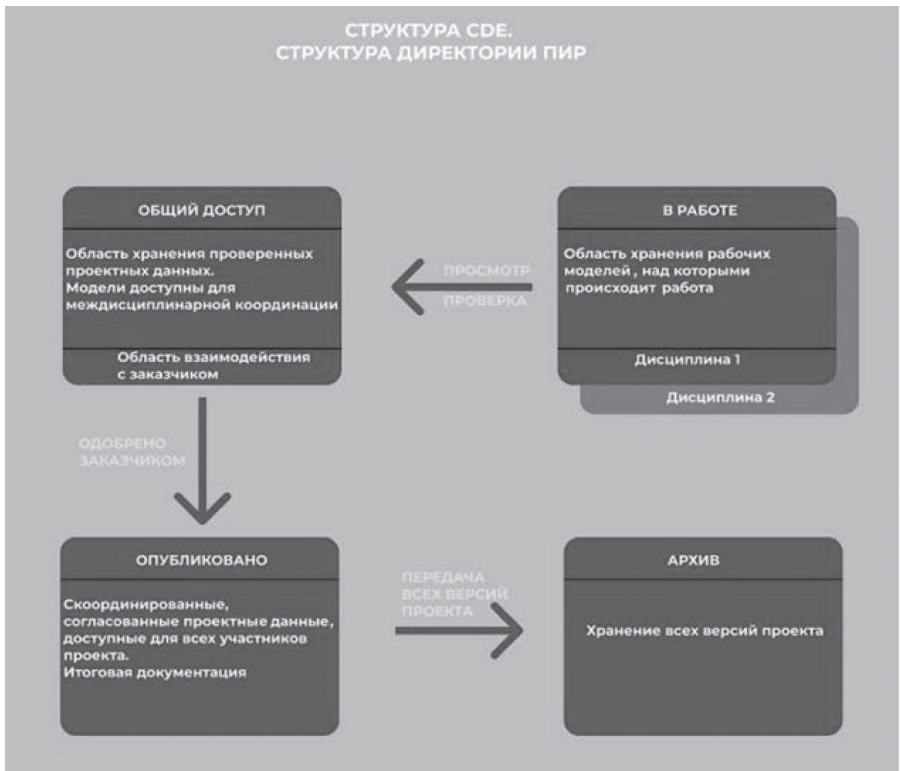 СТРУКТУРА CDE.
СТРУКТУРА ДИРЕКТОРИИ ПИР
ОБЩИЙ ДОСТУП
Область хранения проверенных
проектных данных.
Модели доступны для
междисциплинарной координации
Область взаимодействия
с заказчиком
ПРОСМОТР
ПРОВЕРКА
В РАБОТЕ
Область хранения рабочих
моделей , над которыми
происходит работа
Дисциплина 1
Дисциплина 2
ОДОБРЕНО
ЗАКАЗЧИКОМ
ОПУБЛИКОВАНО
Скоординированные,
согласованные проектные данные,
доступные для всех участников
проекта.
Итоговая документация
ПЕРЕДАЧА
ВСЕХ ВЕРСИЙ
ПРОЕКТА
АРХИВ
Хранение всех версий проекта